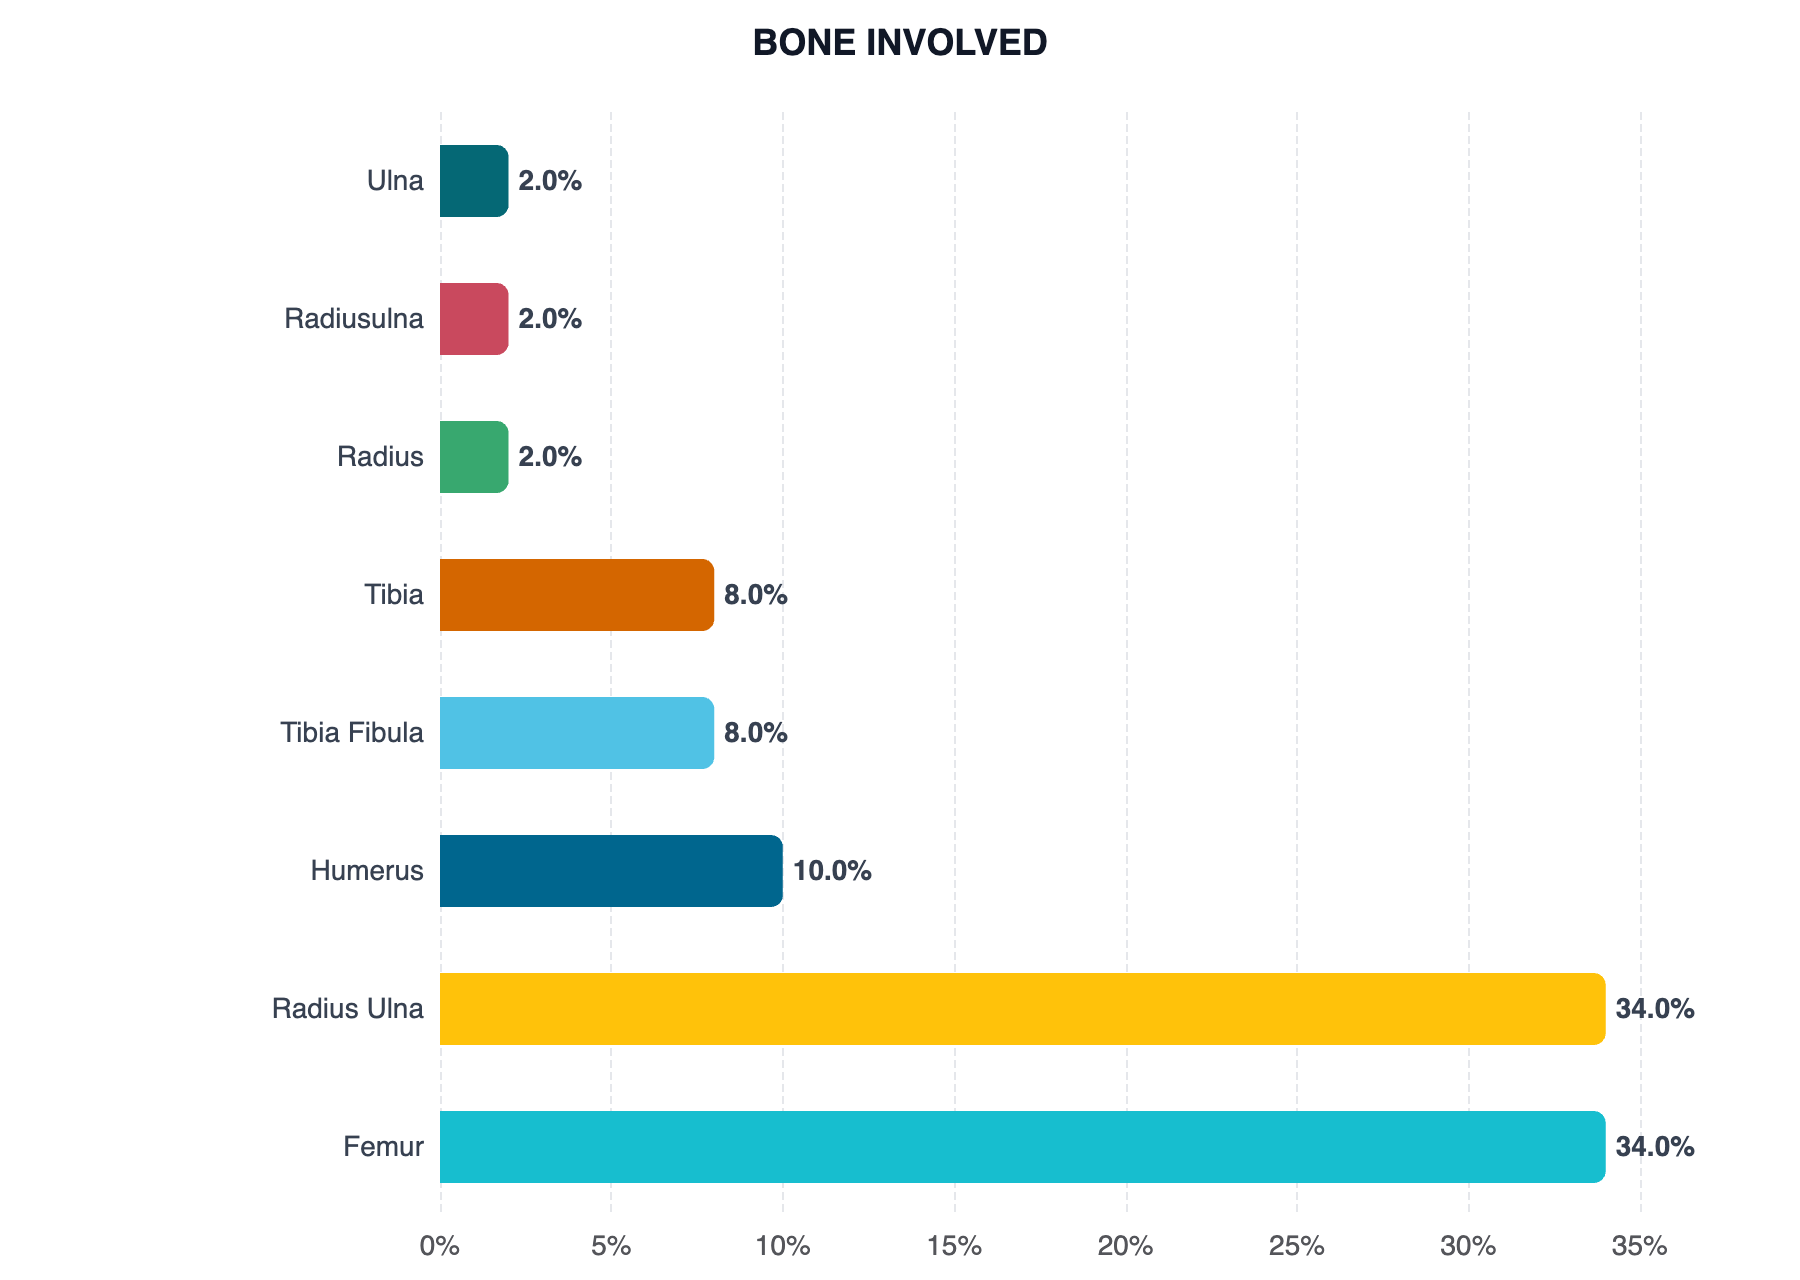 BONE INVOLVED
Ulna 2.0%
Radiusulna 2.0%
Radius 2.0%
Tibia 8.0%
Tibia Fibula 8.0%
Humerus 10.0%
Radius Ulna 34.0%
Femur 34.0%
0% 5% 10% 15% 20% 25% 30% 35%